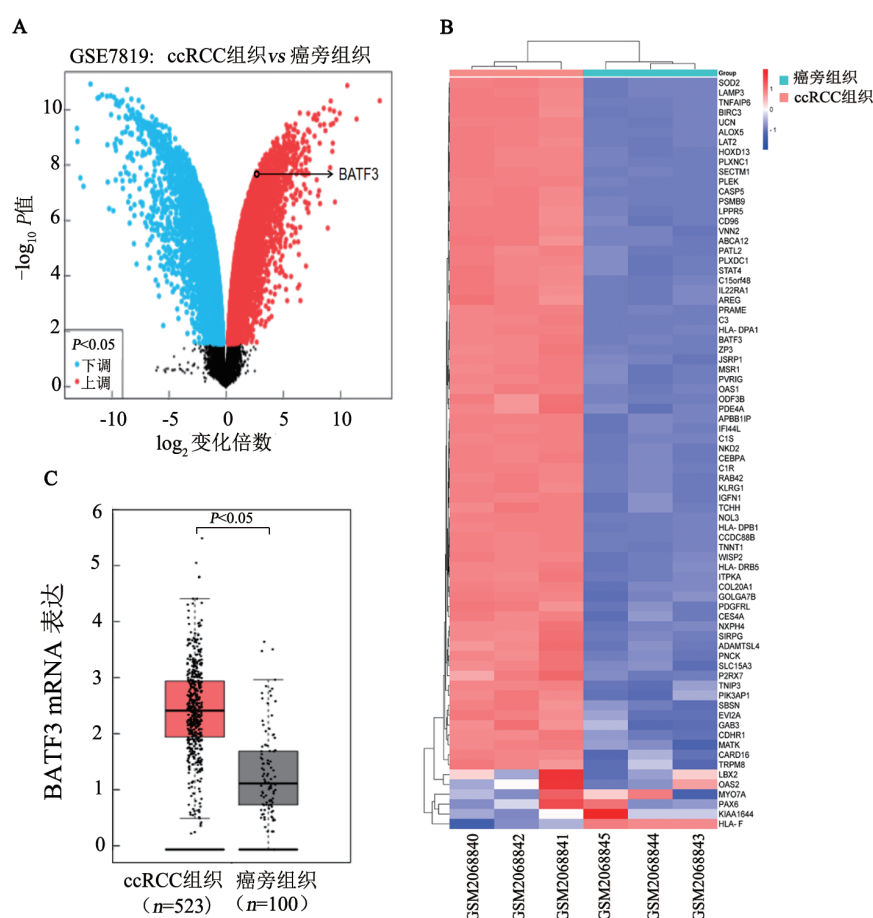 A
GSE7819: ccRCC组织vs癌旁组织
10
8
6
4
2
0
-log10 P值
BATF3
P<0.05
下调
上调
-10
-5
0
5
10
log2 变化倍数
B
Group
SOD2
LAMP3
TNFAIP6
BIRC3
UCN
ALOX5
LAT2
HOXD13
PLXNC1
SECTM1
PLEK
CASP5
PSMB9
LPPR5
CD96
VNN2
ABCA12
PATL2
PLXDC1
STAT4
C15orf48
IL22RA1
AREG
PRAME
C3
HLA- DPA1
BATF3
ZP3
JSRP1
MSR1
PVRIG
OAS1
ODF3B
PDE4A
APBB1IP
IFI44L
C1S
NKD2
CEBPA
C1R
RAB42
KLRG1
IGFN1
TCHH
NOL3
HLA- DPB1
CCDC88B
TNNT1
WISP2
HLA- DRB5
ITPKA
COL20A1
GOLGA7B
PDGFRL
CES4A
NXPH4
SIRPG
ADAMTSL4
PNCK
SLC15A3
P2RX7
TNIP3
PIK3AP1
SBSN
EVI2A
GAB3
CDHR1
MATK
CARD16
TRPM8
LBX2
OAS2
MYO7A
PAX6
KIAA1644
HLA- F
1
0
-1
癌旁组织
ccRCC组织
GSM2068840
GSM2068842
GSM2068841
GSM2068845
GSM2068844
GSM2068843
C
BATF3 mRNA 表达
6
5
4
3
2
1
0
P<0.05
ccRCC组织
(n=523)
癌旁组织
(n=100)